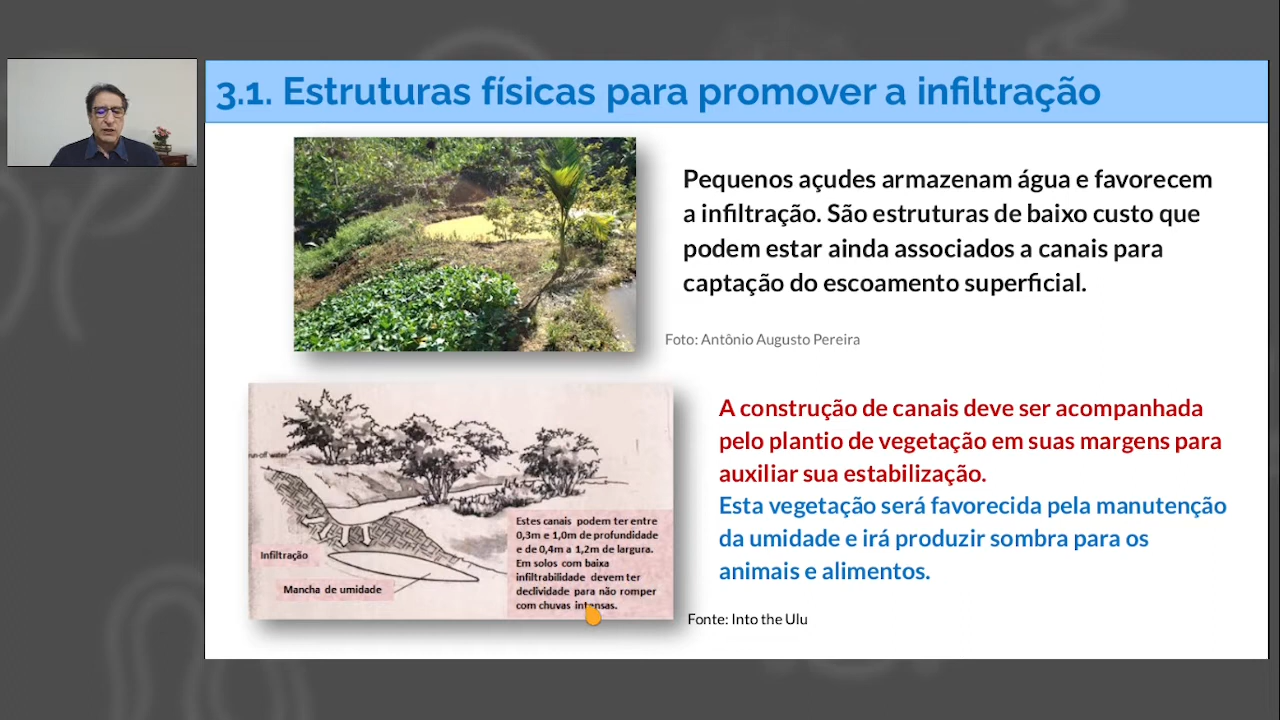 3.1. Estruturas físicas para promover a infiltração
Pequenos açudes armazenam água e favorecem
a infiltração. São estruturas de baixo custo que
podem estar ainda associados a canais para
captação do escoamento superficial.
Foto: Antônio Augusto Pereira
run-off water
Infiltração
Mancha de umidade
Estes canais podem ter entre
0,3m e 1,0m de profundidade
e de 0,4m a 1,2m de largura.
Em solos com baixa
infiltrabilidade devem ter
declividade para não romper
com chuvas intensas.
A construção de canais deve ser acompanhada
pelo plantio de vegetação em suas margens para
auxiliar sua estabilização.
Esta vegetação será favorecida pela manutenção
da umidade e irá produzir sombra para os
animais e alimentos.
Fonte: Into the Ulu